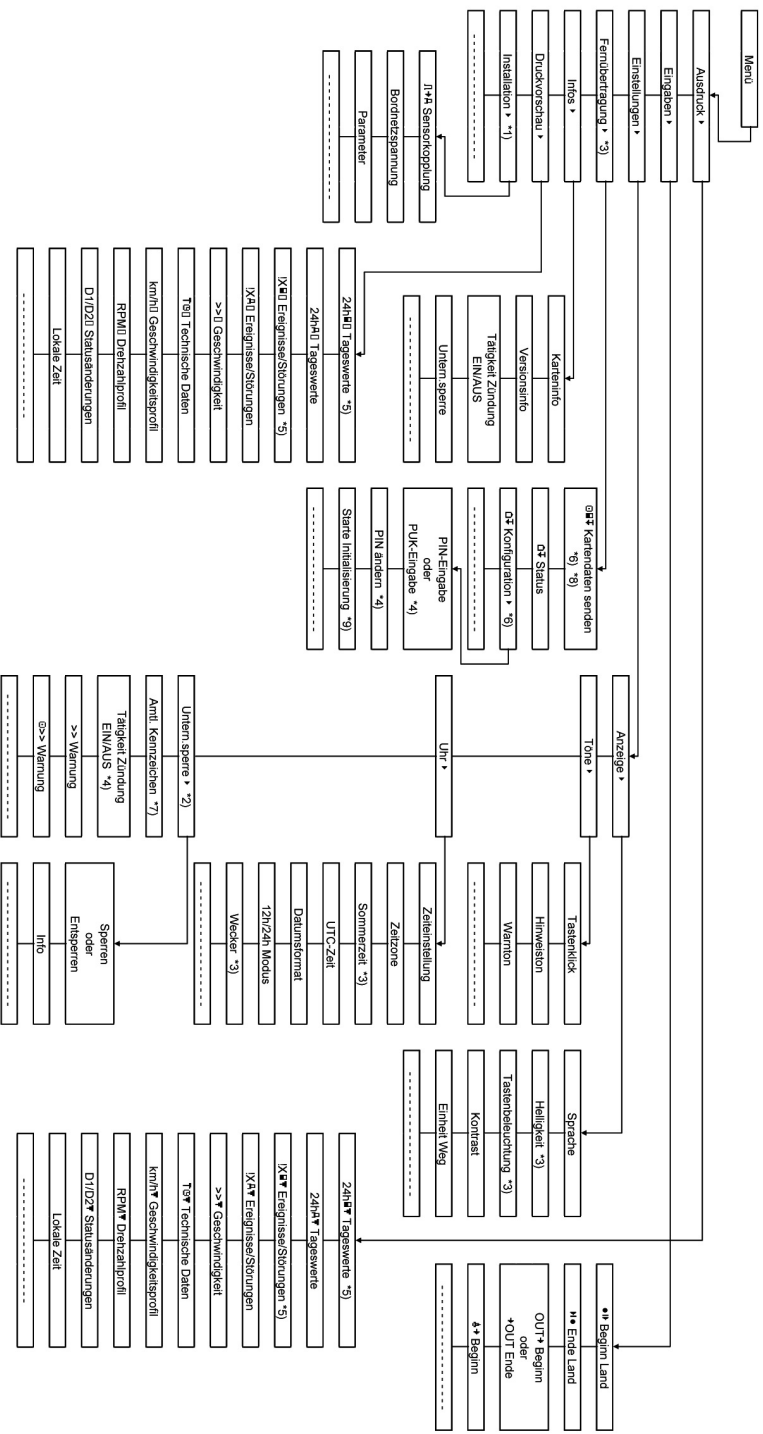 Menü
Ausdruck ▸
Eingaben ▸
Einstellungen ▸
Fernübertragung ▸ *3)
Infos ▸
Druckvorschau ▸
Installation ▸ *1)
- - - - - - - - - - - - - -
Sensorkopplung
Bordnetzspannung
Parameter
- - - - - - - - - - - - - -
24h Tageswerte *5)
24h Tageswerte
!X Ereignisse/Störungen *5)
!X Ereignisse/Störungen
>> Geschwindigkeit
Technische Daten
km/h Geschwindigkeitsprofil
RPM Drehzahlprofil
D1/D2 Statusänderungen
Lokale Zeit
- - - - - - - - - - - - - -
Karteninfo
Versionsinfo
Tätigkeit Zündung
EIN/AUS
Untern.sperre
- - - - - - - - - - - - - -
Kartendaten senden
*6) *8)
Status
Konfiguration ▸ *6)
- - - - - - - - - - - - - -
PIN-Eingabe
oder
PUK-Eingabe *4)
PIN ändern *4)
Starte Initialisierung *9)
- - - - - - - - - - - - - -
Anzeige ▸
Töne ▸
Uhr ▸
Untern.sperre ▸ *2)
Amtl. Kennzeichen *7)
Tätigkeit Zündung
EIN/AUS *4)
>> Warnung
>> Warnung
- - - - - - - - - - - - - -
Tastenklick
Hinweiston
Warnton
- - - - - - - - - - - - - -
Zeiteinstellung
Zeitzone
Sommerzeit *3)
UTC-Zeit
Datumsformat
12h/24h Modus
Wecker *3)
- - - - - - - - - - - - - -
Sperren
oder
Entsperren
Info
- - - - - - - - - - - - - -
Sprache
Helligkeit *3)
Tastenbeleuchtung *3)
Kontrast
Einheit Weg
- - - - - - - - - - - - - -
24h▼ Tageswerte *5)
24h▼ Tageswerte
!X▼ Ereignisse/Störungen *5)
!X▼ Ereignisse/Störungen
>>▼ Geschwindigkeit
▼ Technische Daten
km/h▼ Geschwindigkeitsprofil
RPM▼ Drehzahlprofil
D1/D2▼ Statusänderungen
Lokale Zeit
- - - - - - - - - - - - - -
Beginn Land
Ende Land
OUT+ Beginn
oder
+OUT Ende
Beginn
- - - - - - - - - - - - - -